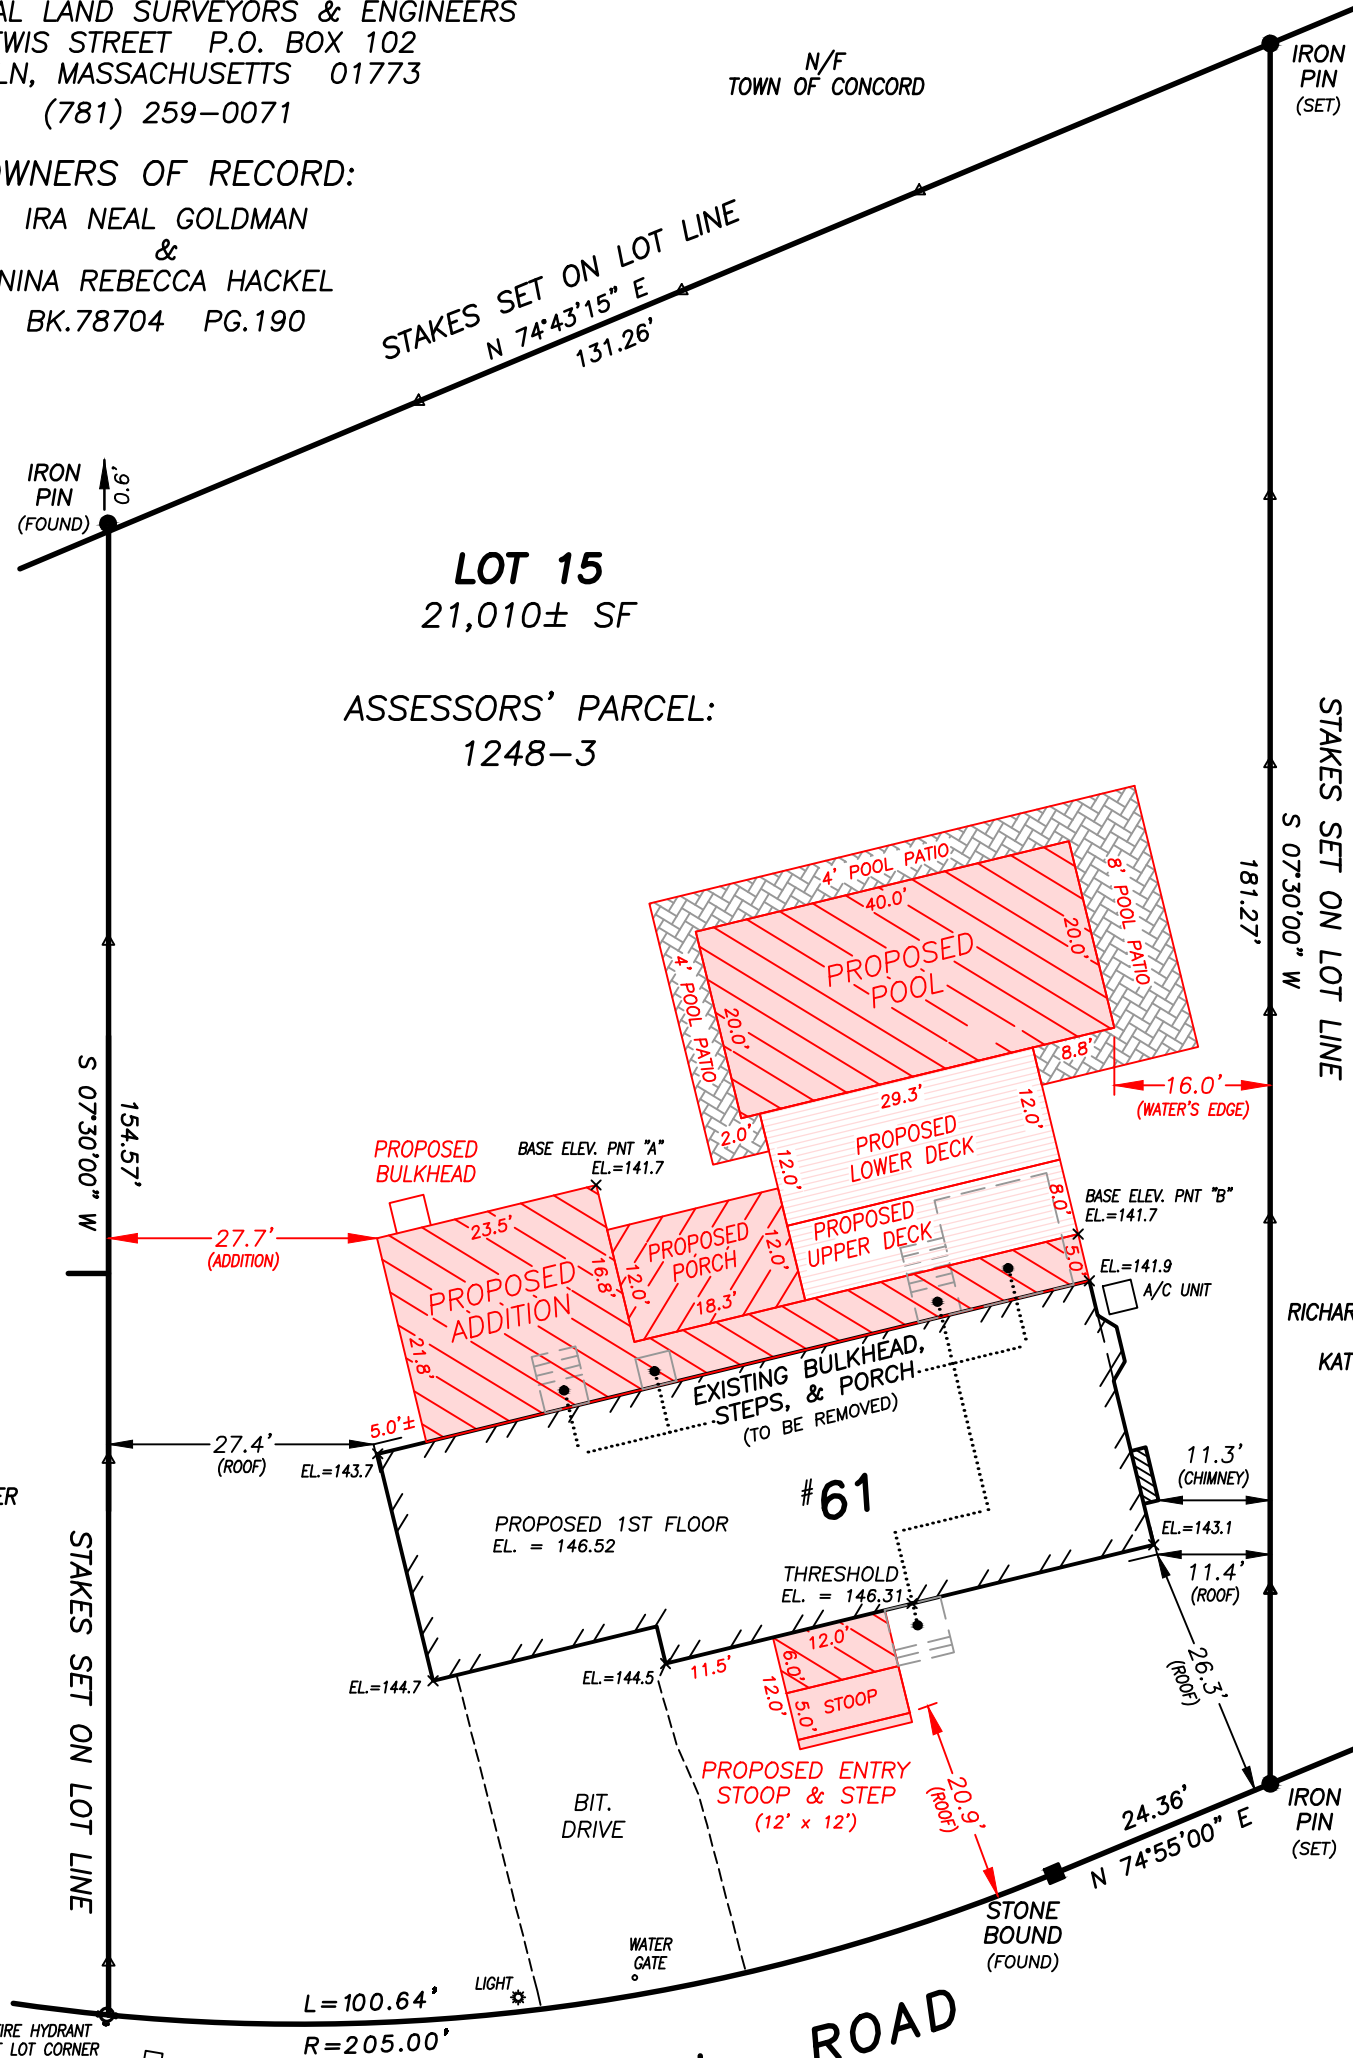 AL LAND SURVEYORS & ENGINEERS
WIS STREET P.O. BOX 102
LN, MASSACHUSETTS 01773
(781) 259-0071
OWNERS OF RECORD:
IRA NEAL GOLDMAN
&
NINA REBECCA HACKEL
BK.78704 PG.190
N/F
TOWN OF CONCORD
IRON
PIN
(SET)
STAKES SET ON LOT LINE
N 74°43'15" E
131.26'
IRON
PIN
(FOUND)
0.6'
LOT 15
21,010± SF
ASSESSORS' PARCEL:
1248-3
STAKES SET ON LOT LINE
S 07°30'00" W
181.27'
4' POOL PATIO
40.0'
8' POOL PATIO
20.0'
PROPOSED
POOL
4' POOL PATIO
20.0'
8.8'
2.0'
16.0'
(WATER'S EDGE)
29.3'
12.0'
PROPOSED
LOWER DECK
12.0'
S 07°30'00" W
154.57'
PROPOSED
BULKHEAD
BASE ELEV. PNT "A"
EL.=141.7
BASE ELEV. PNT "B"
EL.=141.7
27.7'
(ADDITION)
23.5'
PROPOSED
ADDITION
16.8'
12.0'
PROPOSED
PORCH
12.0'
18.3'
PROPOSED
UPPER DECK
8.0'
5.0'
EL.=141.9
A/C UNIT
RICHAR
KAT
21.8'
EXISTING BULKHEAD,
STEPS, & PORCH
(TO BE REMOVED)
5.0'±
27.4'
(ROOF)
EL.=143.7
11.3'
(CHIMNEY)
ER
#61
PROPOSED 1ST FLOOR
EL. = 146.52
EL.=143.1
THRESHOLD
EL. = 146.31
11.4'
(ROOF)
STAKES SET ON LOT LINE
EL.=144.7
EL.=144.5
11.5'
12.0'
6.0'
12.0'
5.0'
STOOP
26.3'
(ROOF)
PROPOSED ENTRY
STOOP & STEP
(12' x 12')
20.9'
(ROOF)
BIT.
DRIVE
24.36'
N 74°55'00" E
IRON
PIN
(SET)
STONE
BOUND
(FOUND)
WATER
GATE
LIGHT
L=100.64'
R=205.00'
IRE HYDRANT
LOT CORNER
ROAD